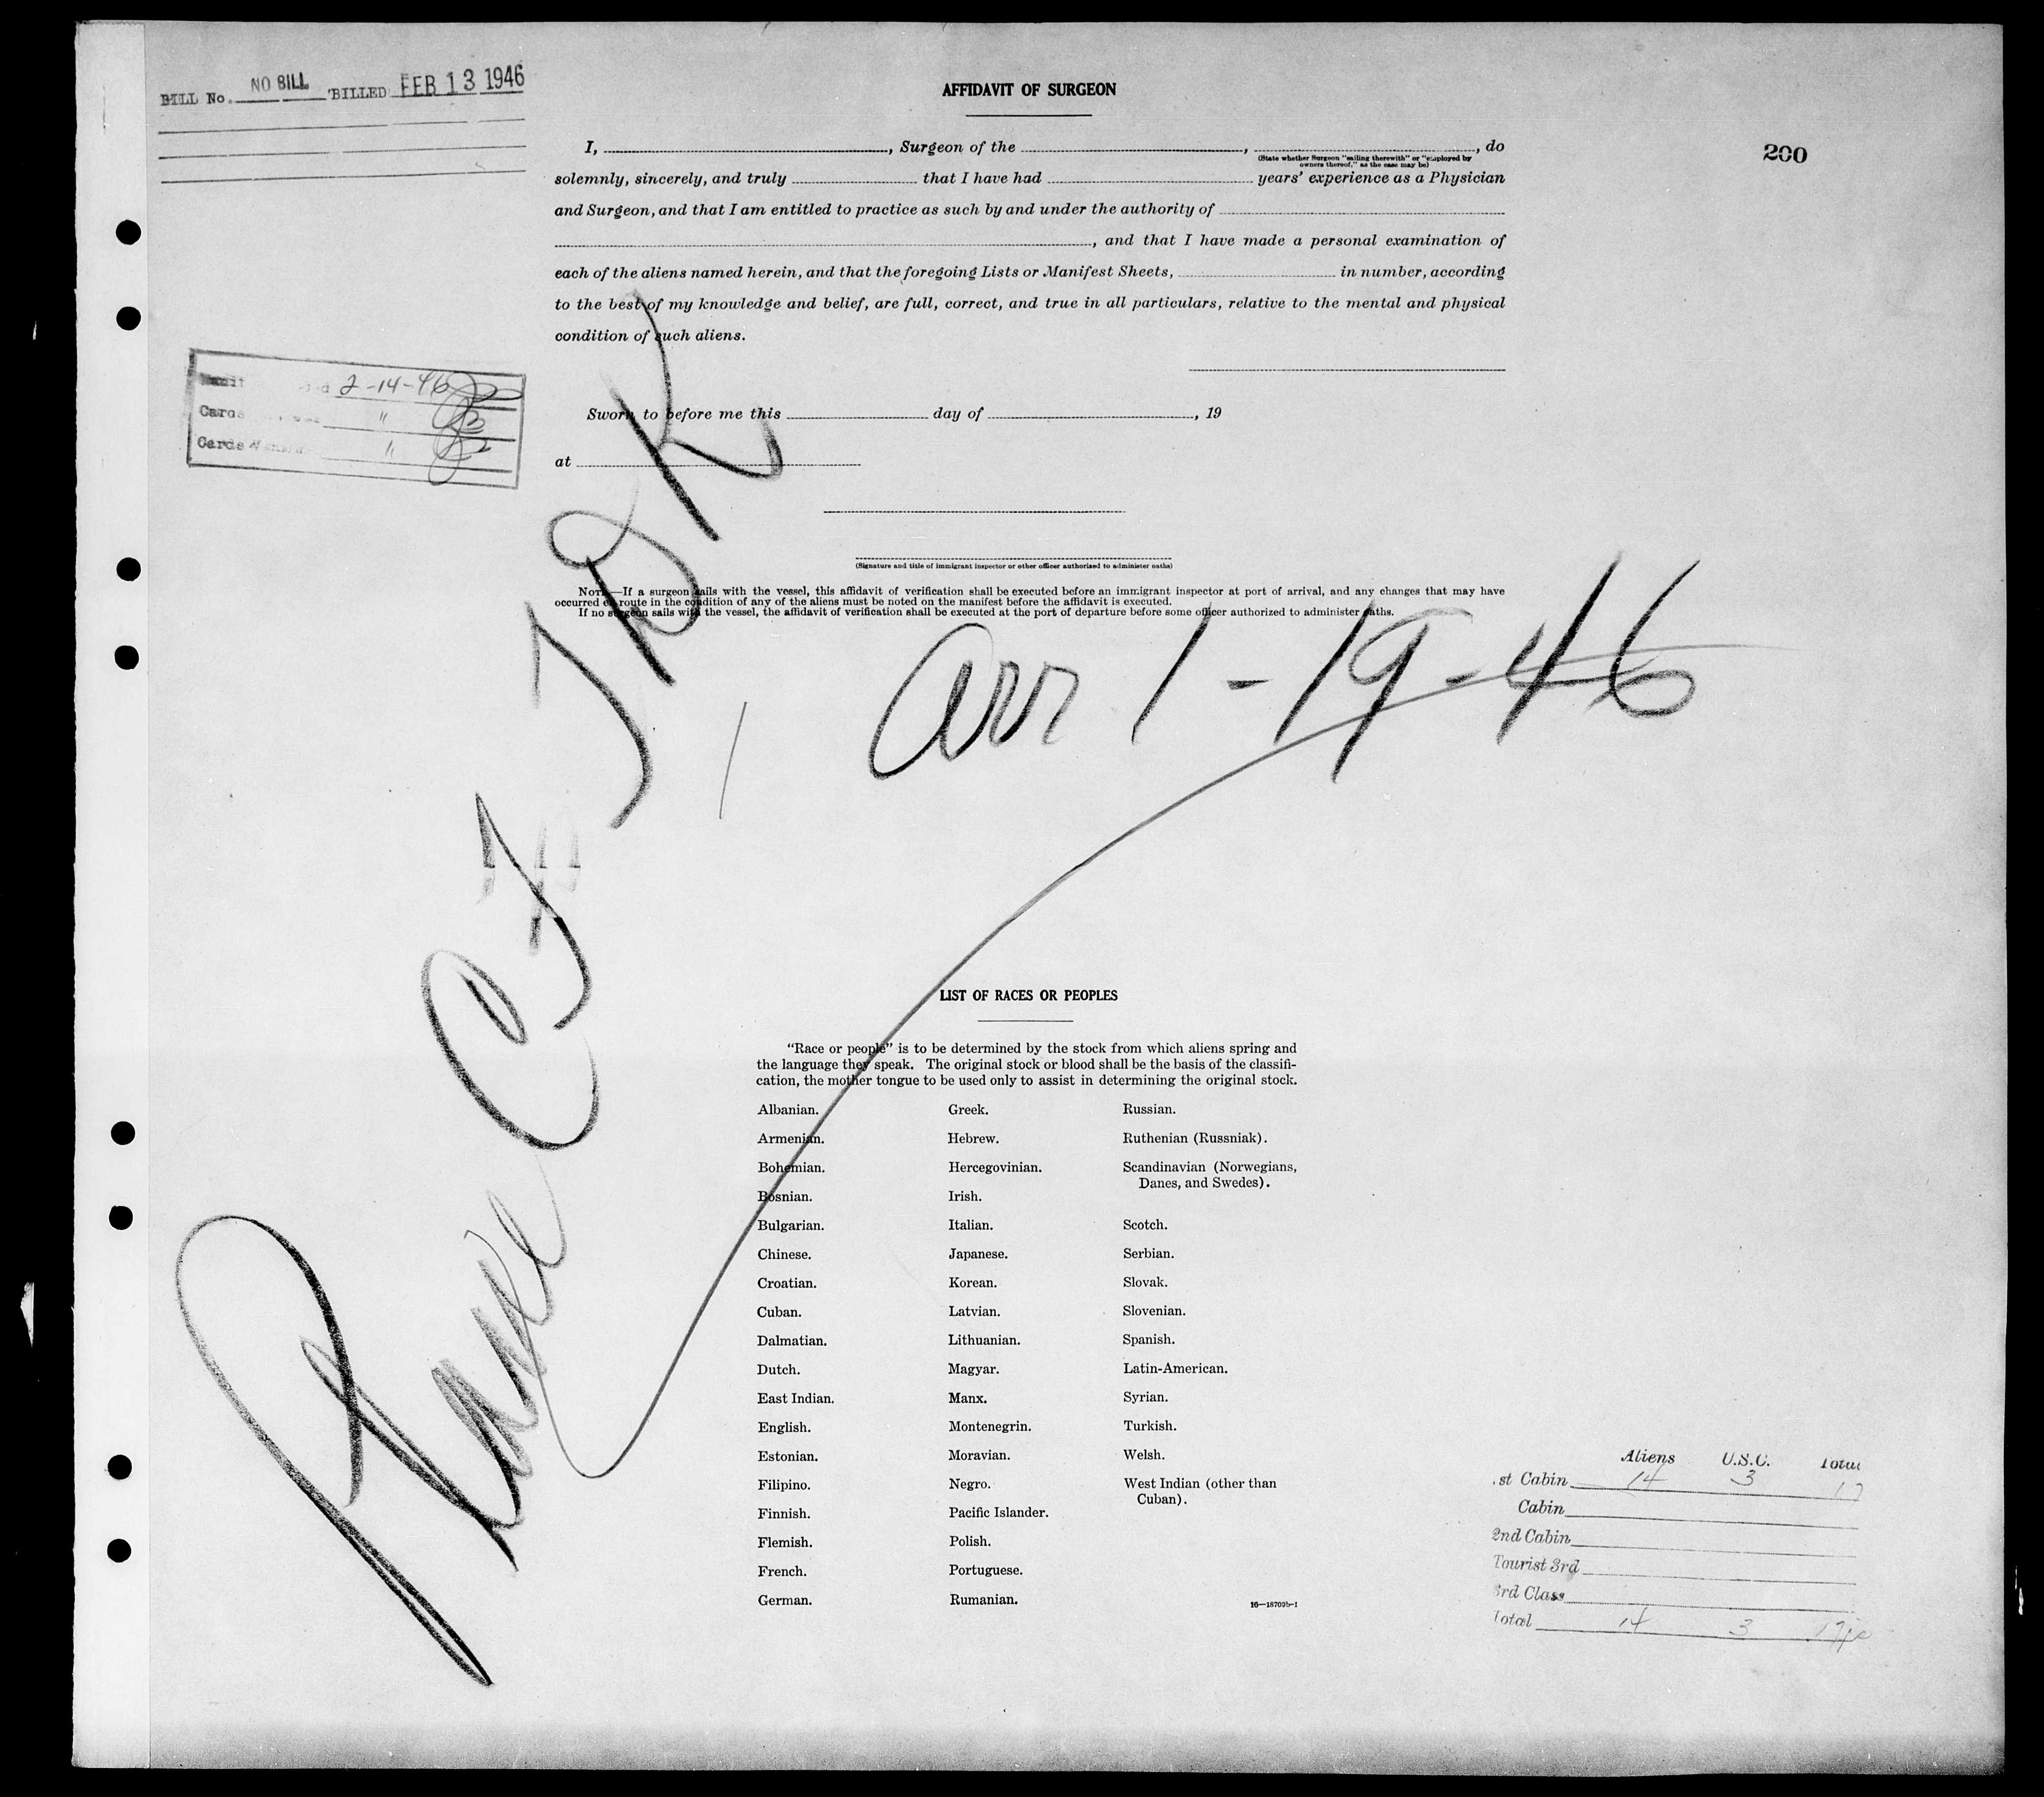 BILL No. NO BILL BILLED FEB 13 1946
AFFIDAVIT OF SURGEON
200
I, , Surgeon of the , , do
(State whether Surgeon "sailing therewith" or "employed by
owners thereof," as the case may be)
solemnly, sincerely, and truly that I have had years' experience as a Physician
and Surgeon, and that I am entitled to practice as such by and under the authority of
, and that I have made a personal examination of
each of the aliens named herein, and that the foregoing Lists or Manifest Sheets, in number, according
to the best of my knowledge and belief, are full, correct, and true in all particulars, relative to the mental and physical
condition of such aliens.
2-14-46
Cards "
Cards "
Sworn to before me this day of , 19
at
(Signature and title of immigrant inspector or other officer authorized to administer oaths)
NOTE.—If a surgeon sails with the vessel, this affidavit of verification shall be executed before an immigrant inspector at port of arrival, and any changes that may have
occurred en route in the condition of any of the aliens must be noted on the manifest before the affidavit is executed.
If no surgeon sails with the vessel, the affidavit of verification shall be executed at the port of departure before some officer authorized to administer oaths.
Plane
arr 1-19-46
LIST OF RACES OR PEOPLES
"Race or people" is to be determined by the stock from which aliens spring and
the language they speak. The original stock or blood shall be the basis of the classifi-
cation, the mother tongue to be used only to assist in determining the original stock.
Albanian.
Armenian.
Bohemian.
Bosnian.
Bulgarian.
Chinese.
Croatian.
Cuban.
Dalmatian.
Dutch.
East Indian.
English.
Estonian.
Filipino.
Finnish.
Flemish.
French.
German.
Greek.
Hebrew.
Hercegovinian.
Irish.
Italian.
Japanese.
Korean.
Latvian.
Lithuanian.
Magyar.
Manx.
Montenegrin.
Moravian.
Negro.
Pacific Islander.
Polish.
Portuguese.
Rumanian.
Russian.
Ruthenian (Russniak).
Scandinavian (Norwegians,
Danes, and Swedes).
Scotch.
Serbian.
Slovak.
Slovenian.
Spanish.
Latin-American.
Syrian.
Turkish.
Welsh.
West Indian (other than
Cuban).
16—18700b-1
Aliens U.S.C. Total
1st Cabin 14 3 17
Cabin
2nd Cabin
Tourist 3rd
3rd Class
Total 14 3 17